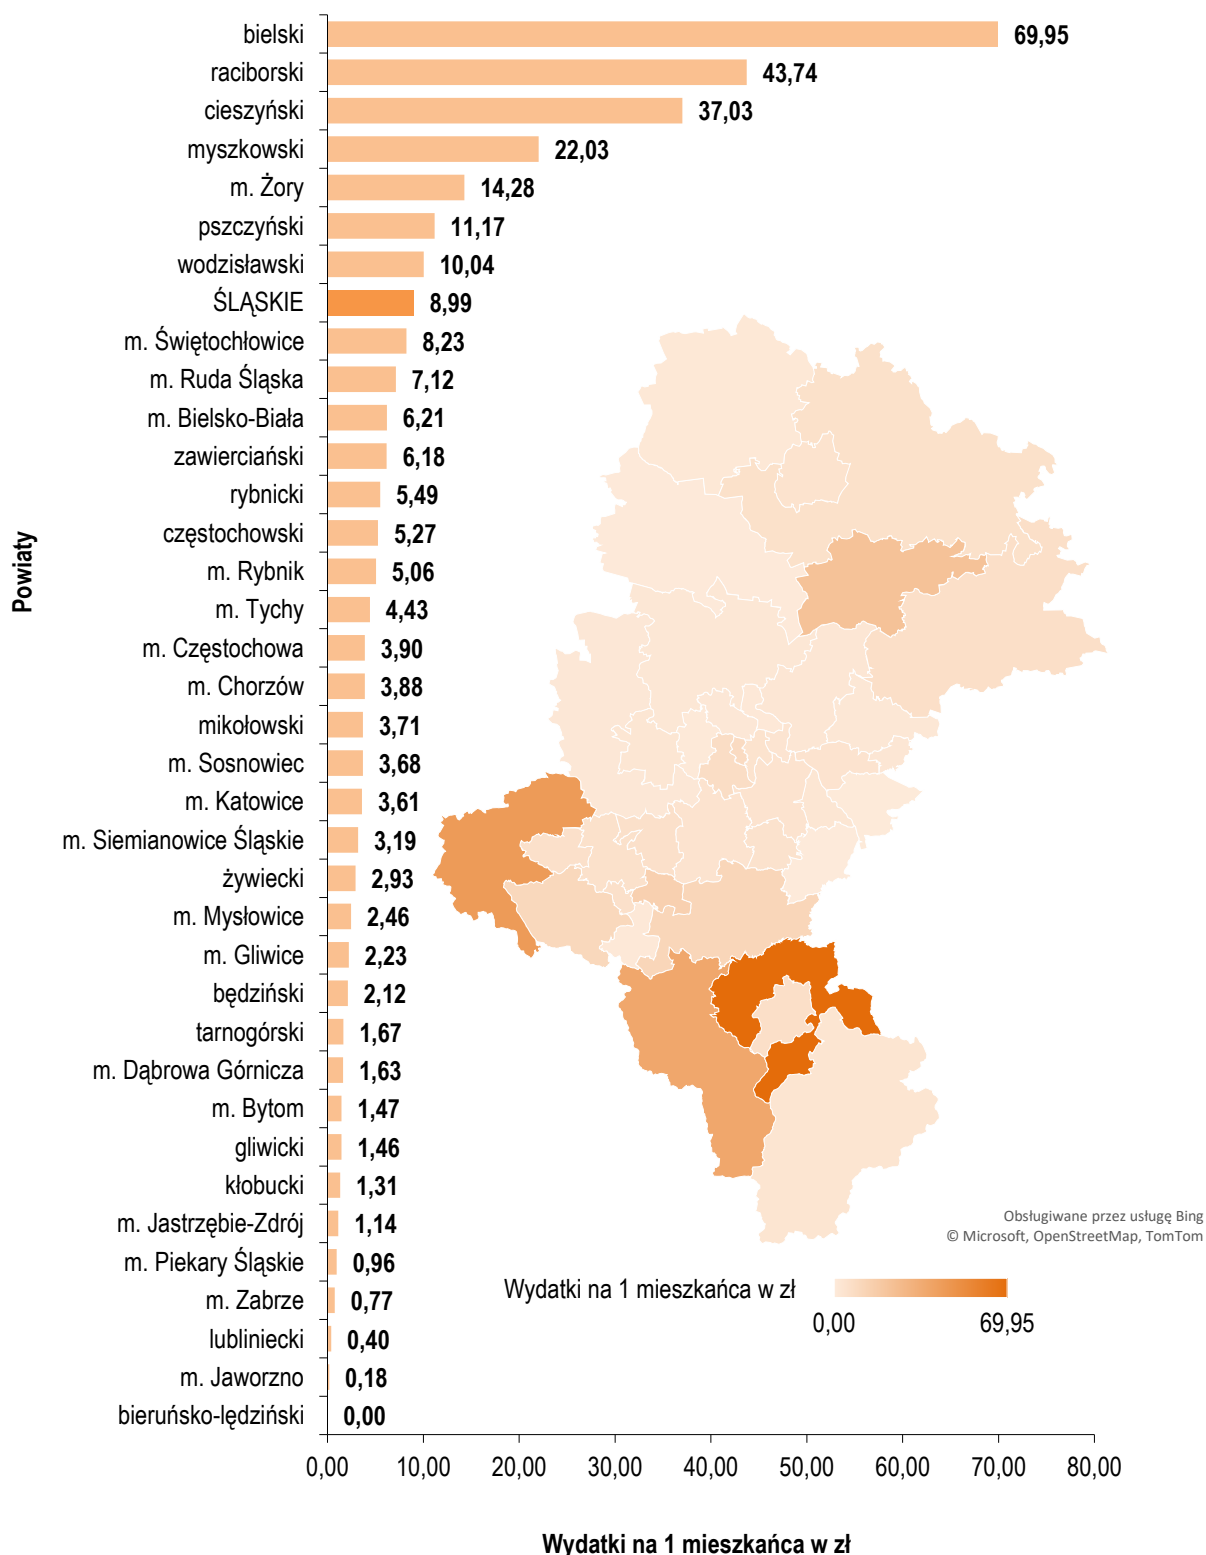 bielski 69,95
raciborski 43,74
cieszyński 37,03
myszkowski 22,03
m. Żory 14,28
pszczyński 11,17
wodzisławski 10,04
ŚLĄSKIE 8,99
m. Świętochłowice 8,23
m. Ruda Śląska 7,12
m. Bielsko-Biała 6,21
zawierciański 6,18
rybnicki 5,49
częstochowski 5,27
m. Rybnik 5,06
m. Tychy 4,43
m. Częstochowa 3,90
m. Chorzów 3,88
mikołowski 3,71
m. Sosnowiec 3,68
m. Katowice 3,61
m. Siemianowice Śląskie 3,19
żywiecki 2,93
m. Mysłowice 2,46
m. Gliwice 2,23
będziński 2,12
tarnogórski 1,67
m. Dąbrowa Górnicza 1,63
m. Bytom 1,47
gliwicki 1,46
kłobucki 1,31
m. Jastrzębie-Zdrój 1,14
m. Piekary Śląskie 0,96
m. Zabrze 0,77
lubliniecki 0,40
m. Jaworzno 0,18
bieruńsko-lędziński 0,00
Powiaty
Obsługiwane przez usługę Bing
© Microsoft, OpenStreetMap, TomTom
Wydatki na 1 mieszkańca w zł
0,00 69,95
0,00 10,00 20,00 30,00 40,00 50,00 60,00 70,00 80,00
Wydatki na 1 mieszkańca w zł